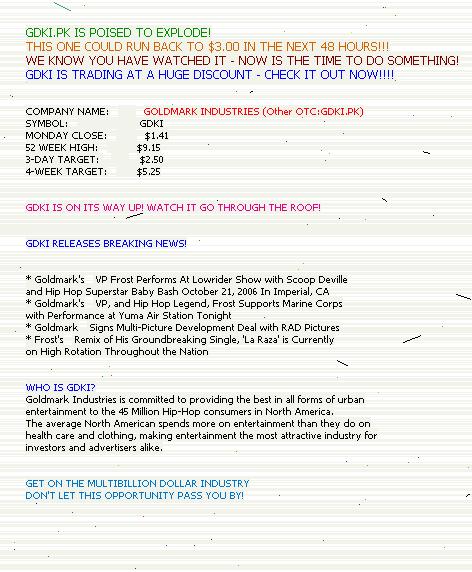 GDKI.PK IS POISED TO EXPLODE!
THIS ONE COULD RUN BACK TO $3.00 IN THE NEXT 48 HOURS!!!
WE KNOW YOU HAVE WATCHED IT - NOW IS THE TIME TO DO SOMETHING!
GDKI IS TRADING AT A HUGE DISCOUNT - CHECK IT OUT NOW!!!!
COMPANY NAME: GOLDMARK INDUSTRIES (Other OTC:GDKI.PK)
SYMBOL: GDKI
MONDAY CLOSE: $1.41
52 WEEK HIGH: $9.15
3-DAY TARGET: $2.50
4-WEEK TARGET: $5.25
GDKI IS ON ITS WAY UP! WATCH IT GO THROUGH THE ROOF!
GDKI RELEASES BREAKING NEWS!
* Goldmark's VP Frost Performs At Lowrider Show with Scoop Deville
and Hip Hop Superstar Baby Bash October 21, 2006 In Imperial, CA
* Goldmark's VP, and Hip Hop Legend, Frost Supports Marine Corps
with Performance at Yuma Air Station Tonight
* Goldmark Signs Multi-Picture Development Deal with RAD Pictures
* Frost's Remix of His Groundbreaking Single, 'La Raza' is Currently
on High Rotation Throughout the Nation
WHO IS GDKI?
Goldmark Industries is committed to providing the best in all forms of urban
entertainment to the 45 Million Hip-Hop consumers in North America.
The average North American spends more on entertainment than they do on
health care and clothing, making entertainment the most attractive industry for
investors and advertisers alike.
GET ON THE MULTIBILLION DOLLAR INDUSTRY
DON'T LET THIS OPPORTUNITY PASS YOU BY!